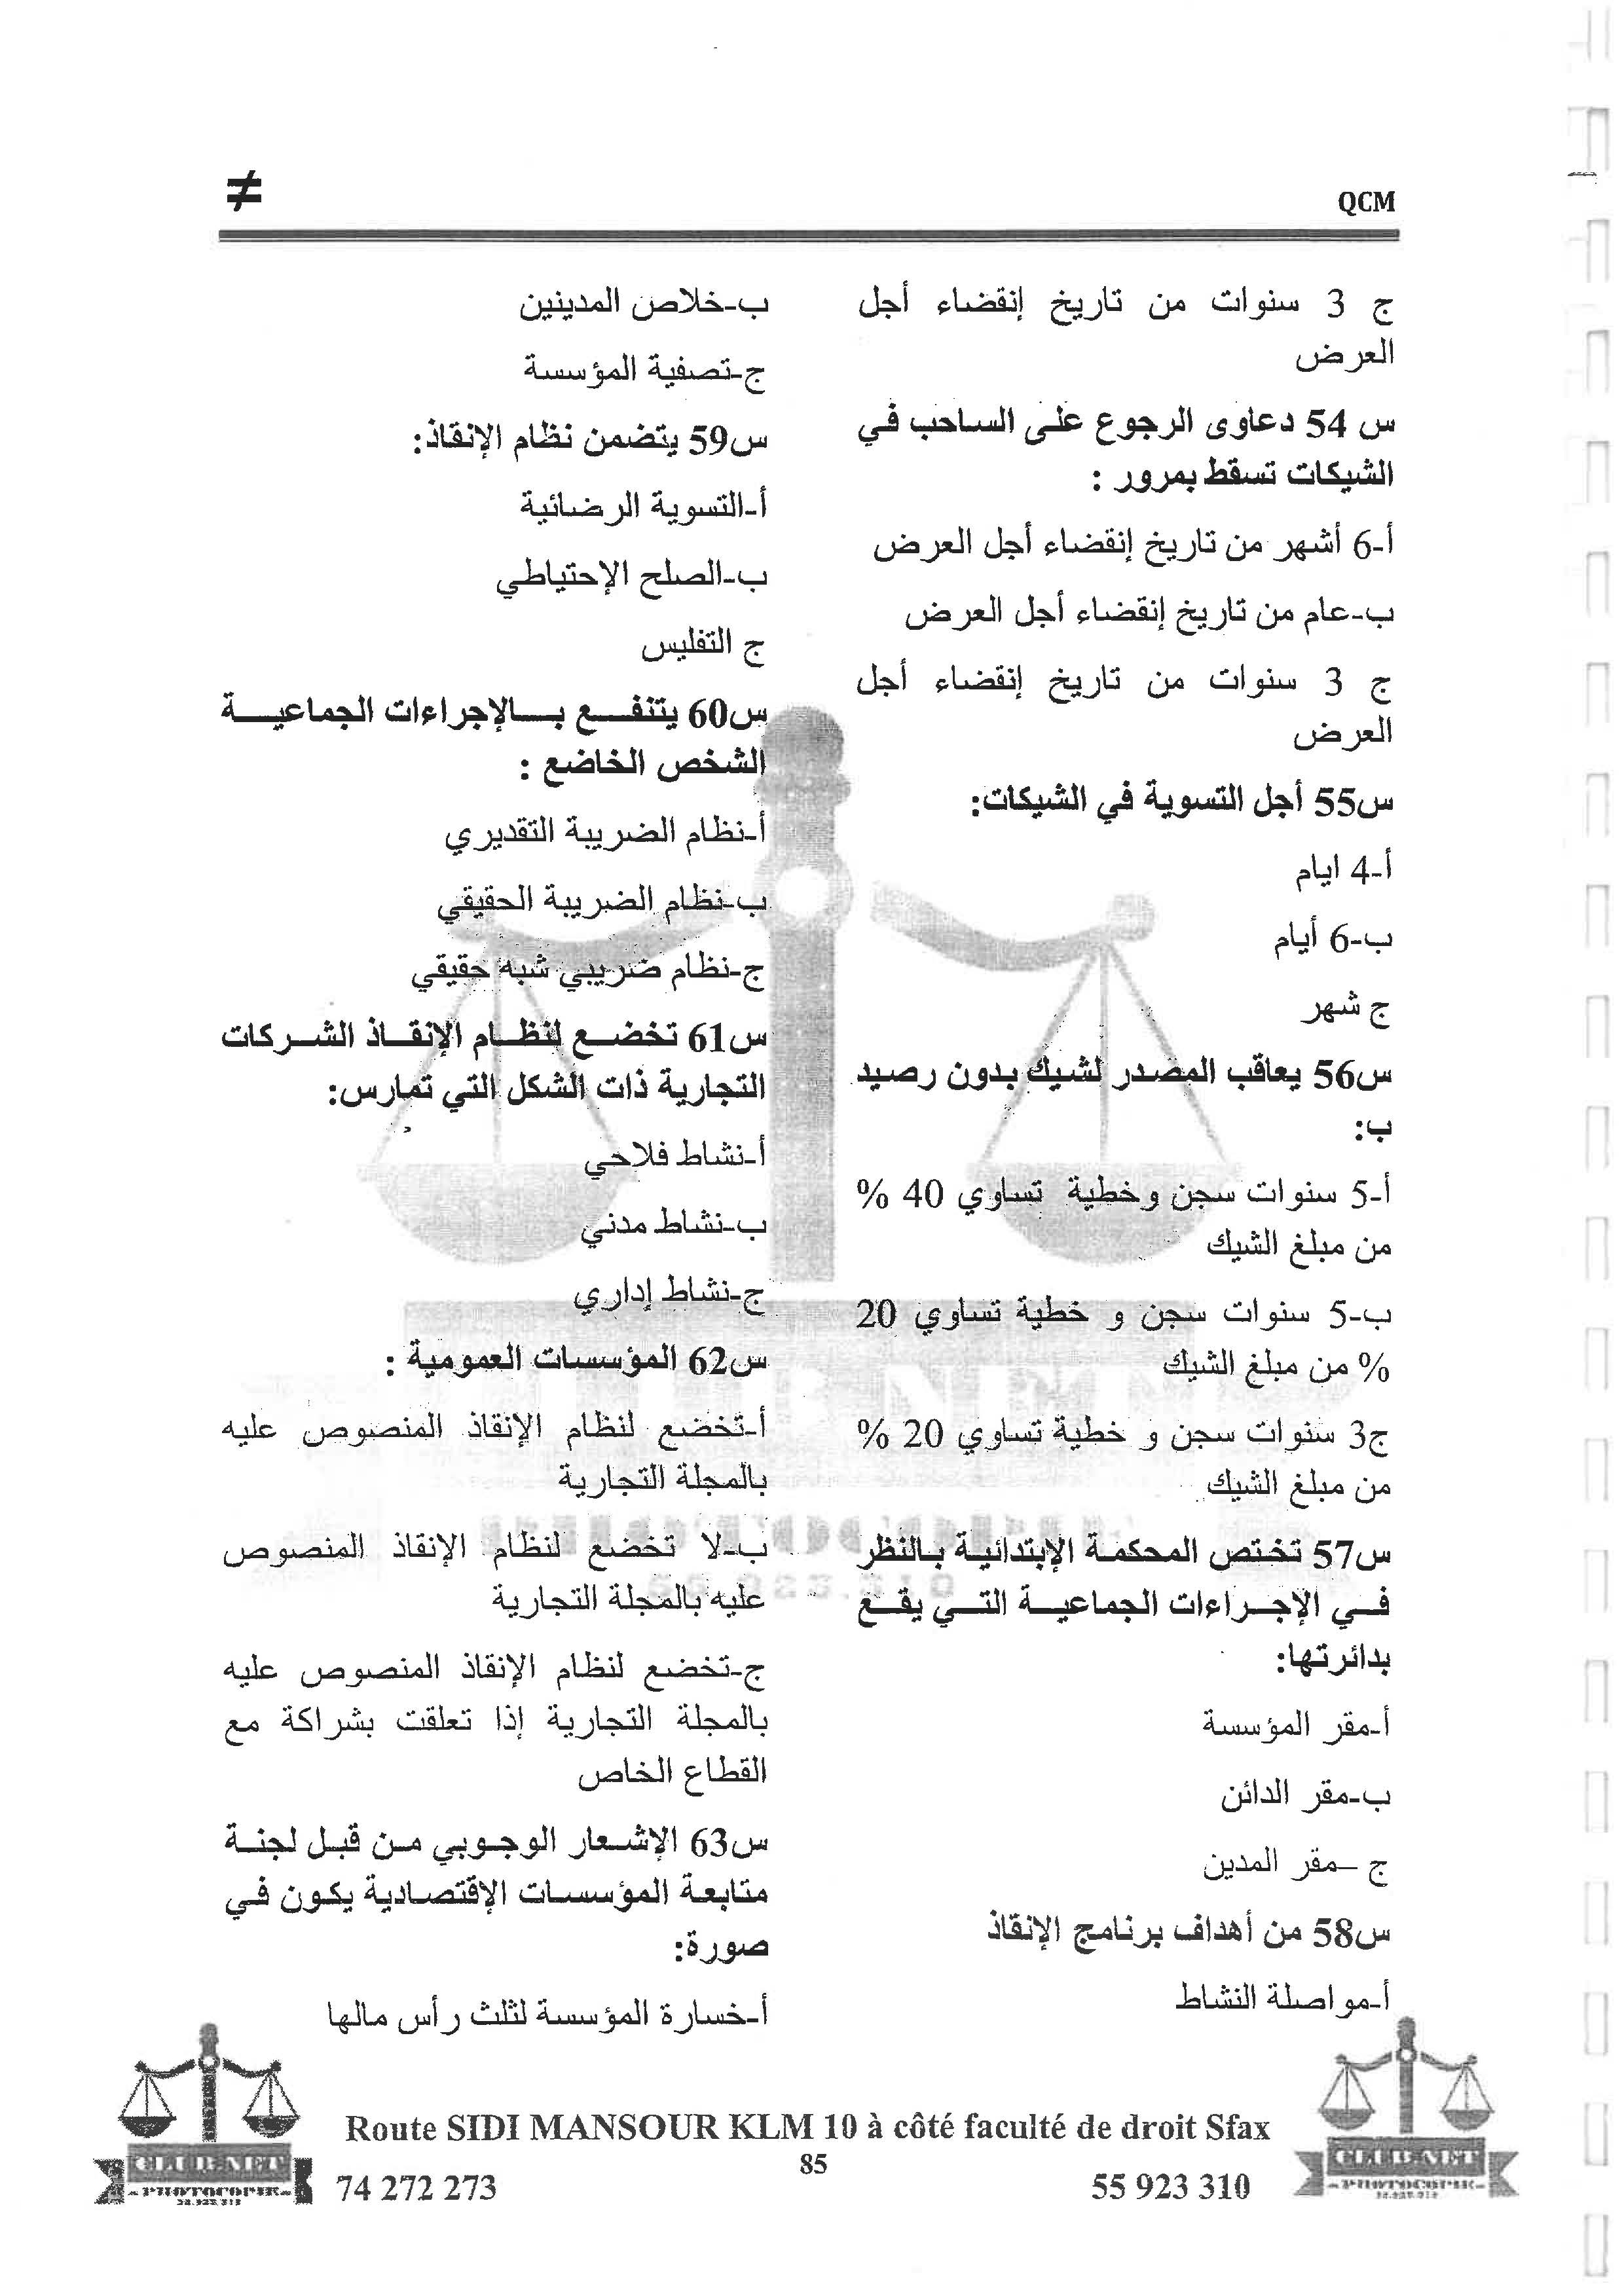 QCM
≠
ج 3 سنوات من تاريخ إنقضاء أجل
العرض
س 54 دعاوى الرجوع على الساحب في
الشيكات تسقط بمرور :
أ-6 أشهر من تاريخ إنقضاء أجل العرض
ب-عام من تاريخ إنقضاء أجل العرض
ج 3 سنوات من تاريخ إنقضاء أجل
العرض
س55 أجل التسوية في الشيكات:
أ-4 ايام
ب-6 أيام
ج شهر
س56 يعاقب المصدر لشيك بدون رصيد
ب:
أ-5 سنوات سجن وخطية تساوي 40 %
من مبلغ الشيك
ب-5 سنوات سجن و خطية تساوي 20
% من مبلغ الشيك
ج3 سنوات سجن و خطية تساوي 20 %
من مبلغ الشيك
س57 تختص المحكمة الإبتدائية بالنظر
في الإجراءات الجماعية التي يقع
بدائرتها:
أ-مقر المؤسسة
ب-مقر الدائن
ج –مقر المدين
س58 من أهداف برنامج الإنقاذ
أ-مواصلة النشاط
ب-خلاص المدينين
ج-تصفية المؤسسة
س59 يتضمن نظام الإنقاذ:
أ-التسوية الرضائية
ب-الصلح الإحتياطي
ج التفليس
س60 يتنفع بالإجراءات الجماعية
الشخص الخاضع :
أ-نظام الضريبة التقديري
ب-نظام الضريبة الحقيقي
ج-نظام ضريبي شبه حقيقي
س61 تخضع لنظام الإنقاذ الشركات
التجارية ذات الشكل التي تمارس:
أ-نشاط فلاحي
ب-نشاط مدني
ج-نشاط إداري
س62 المؤسسات العمومية :
أ-تخضع لنظام الإنقاذ المنصوص عليه
بالمجلة التجارية
ب-لا تخضع لنظام الإنقاذ المنصوص
عليه بالمجلة التجارية
ج-تخضع لنظام الإنقاذ المنصوص عليه
بالمجلة التجارية إذا تعلقت بشراكة مع
القطاع الخاص
س63 الإشعار الوجوبي من قبل لجنة
متابعة المؤسسات الإقتصادية يكون في
صورة:
أ-خسارة المؤسسة لثلث رأس مالها
Route SIDI MANSOUR KLM 10 à côté faculté de droit Sfax
85
74 272 273
55 923 310
CLUB NET
PHOTOCOPIE
CLUB NET
PHOTOCOPIE